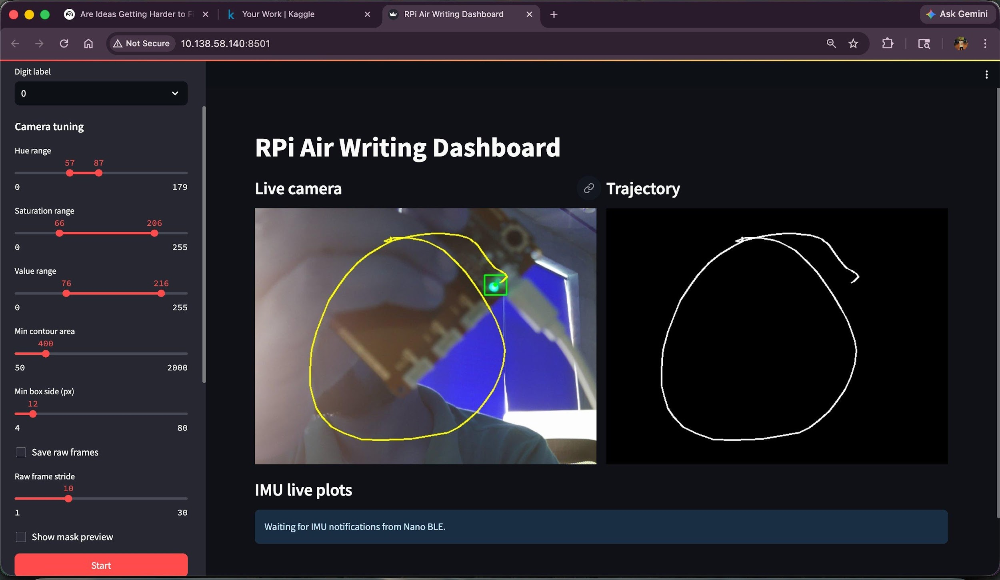 Are Ideas Getting Harder to Fi
Your Work | Kaggle
RPi Air Writing Dashboard
Ask Gemini
Not Secure
10.138.58.140:8501
Digit label
0
Camera tuning
Hue range
57 87
0 179
Saturation range
66 206
0 255
Value range
76 216
0 255
Min contour area
400
50 2000
Min box side (px)
12
4 80
Save raw frames
Raw frame stride
10
1 30
Show mask preview
Start
RPi Air Writing Dashboard
Live camera
Trajectory
IMU live plots
Waiting for IMU notifications from Nano BLE.